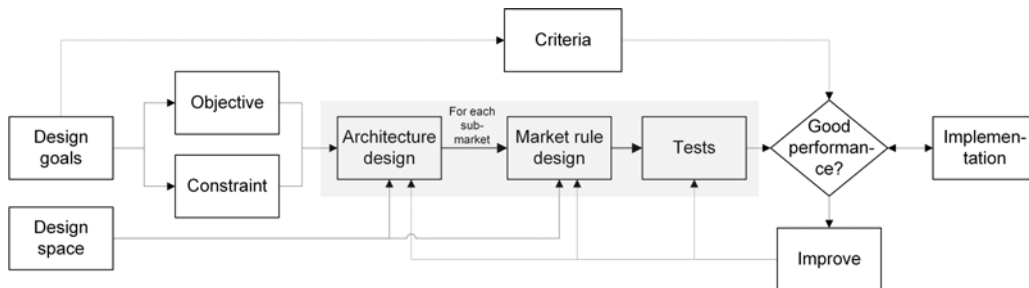 Criteria
Objective
For each
sub-
market
Design
goals
Architecture
design
Market rule
design
Tests
Good
performan-
ce?
Implemen-
tation
Constraint
Design
space
Improve